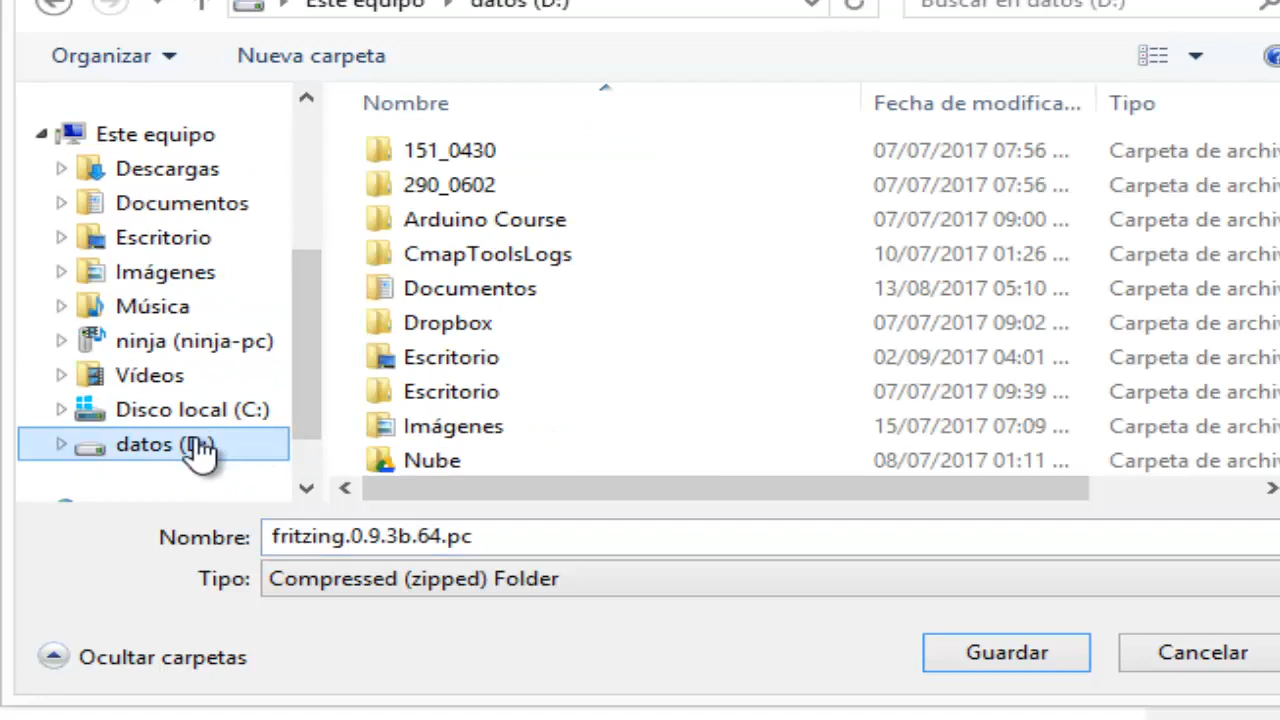 Este equipo datos (D:) Buscar en datos (D:)
Organizar Nueva carpeta
Nombre Fecha de modifica... Tipo
Este equipo
Descargas
Documentos
Escritorio
Imágenes
Música
ninja (ninja-pc)
Vídeos
Disco local (C:)
datos (D:)
151_0430 07/07/2017 07:56 ... Carpeta de archi
290_0602 07/07/2017 07:56 ... Carpeta de archi
Arduino Course 07/07/2017 09:00 ... Carpeta de archi
CmapToolsLogs 10/07/2017 01:26 ... Carpeta de archi
Documentos 13/08/2017 05:10 ... Carpeta de archi
Dropbox 07/07/2017 09:02 ... Carpeta de archi
Escritorio 02/09/2017 04:01 ... Carpeta de archi
Escritorio 07/07/2017 09:39 ... Carpeta de archi
Imágenes 15/07/2017 07:09 ... Carpeta de archi
Nube 08/07/2017 01:11 ... Carpeta de archi
Nombre: fritzing.0.9.3b.64.pc
Tipo: Compressed (zipped) Folder
Ocultar carpetas Guardar Cancelar